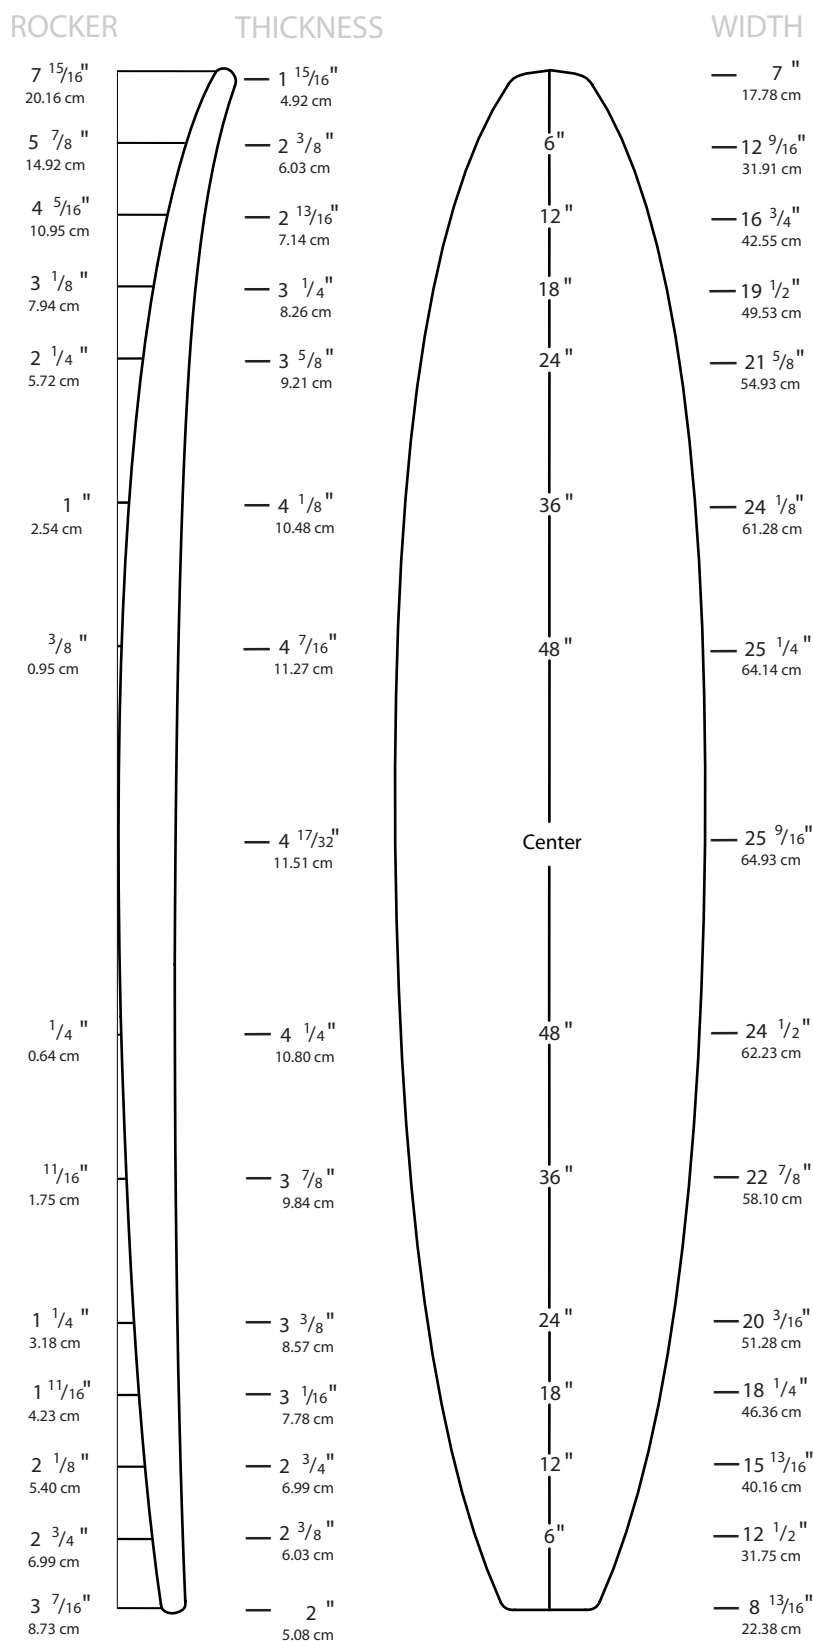 ROCKER THICKNESS WIDTH
7 15/16" 1 15/16" 7 "
20.16 cm 4.92 cm 17.78 cm
5 7/8 " 2 3/8 " 6" 12 9/16"
14.92 cm 6.03 cm 31.91 cm
4 5/16" 2 13/16" 12 " 16 3/4 "
10.95 cm 7.14 cm 42.55 cm
3 1/8 " 3 1/4 " 18 " 19 1/2 "
7.94 cm 8.26 cm 49.53 cm
2 1/4 " 3 5/8 " 24 " 21 5/8 "
5.72 cm 9.21 cm 54.93 cm
1 " 4 1/8 " 36 " 24 1/8 "
2.54 cm 10.48 cm 61.28 cm
3/8 " 4 7/16" 48 " 25 1/4 "
0.95 cm 11.27 cm 64.14 cm
4 17/32" Center 25 9/16"
11.51 cm 64.93 cm
1/4 " 4 1/4 " 48 " 24 1/2 "
0.64 cm 10.80 cm 62.23 cm
11/16" 3 7/8 " 36 " 22 7/8 "
1.75 cm 9.84 cm 58.10 cm
1 1/4 " 3 3/8 " 24 " 20 3/16"
3.18 cm 8.57 cm 51.28 cm
1 11/16" 3 1/16" 18 " 18 1/4 "
4.23 cm 7.78 cm 46.36 cm
2 1/8 " 2 3/4 " 12 " 15 13/16"
5.40 cm 6.99 cm 40.16 cm
2 3/4 " 2 3/8 " 6" 12 1/2 "
6.99 cm 6.03 cm 31.75 cm
3 7/16" 2 " 8 13/16"
8.73 cm 5.08 cm 22.38 cm